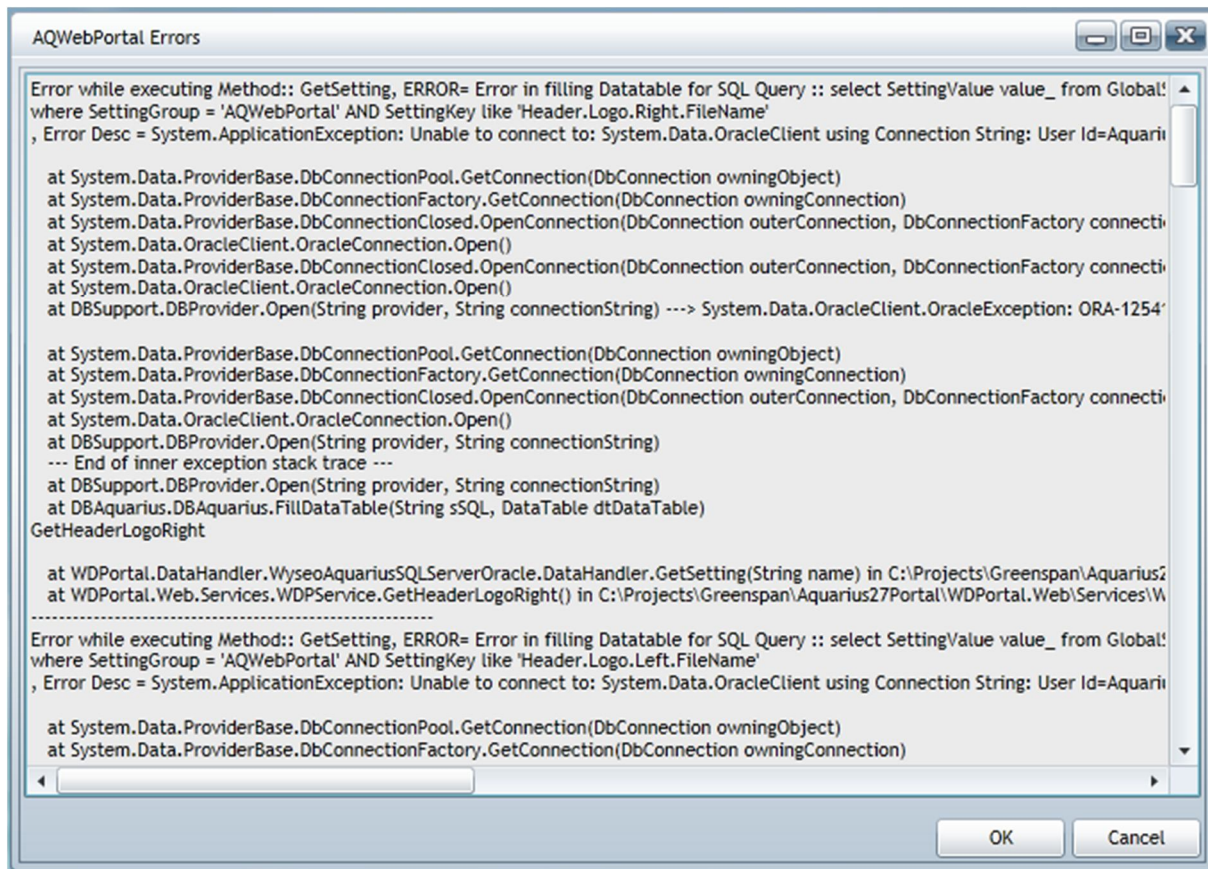 AQWebPortal Errors
Error while executing Method:: GetSetting, ERROR= Error in filling Datatable for SQL Query :: select SettingValue value_ from GlobalS
where SettingGroup = 'AQWebPortal' AND SettingKey like 'Header.Logo.Right.FileName'
, Error Desc = System.ApplicationException: Unable to connect to: System.Data.OracleClient using Connection String: User Id=Aquari
at System.Data.ProviderBase.DbConnectionPool.GetConnection(DbConnection owningObject)
at System.Data.ProviderBase.DbConnectionFactory.GetConnection(DbConnection owningConnection)
at System.Data.ProviderBase.DbConnectionClosed.OpenConnection(DbConnection outerConnection, DbConnectionFactory connecti
at System.Data.OracleClient.OracleConnection.Open()
at System.Data.ProviderBase.DbConnectionClosed.OpenConnection(DbConnection outerConnection, DbConnectionFactory connecti
at System.Data.OracleClient.OracleConnection.Open()
at DBSupport.DBProvider.Open(String provider, String connectionString) ---> System.Data.OracleClient.OracleException: ORA-12541
at System.Data.ProviderBase.DbConnectionPool.GetConnection(DbConnection owningObject)
at System.Data.ProviderBase.DbConnectionFactory.GetConnection(DbConnection owningConnection)
at System.Data.ProviderBase.DbConnectionClosed.OpenConnection(DbConnection outerConnection, DbConnectionFactory connecti
at System.Data.OracleClient.OracleConnection.Open()
at DBSupport.DBProvider.Open(String provider, String connectionString)
--- End of inner exception stack trace ---
at DBSupport.DBProvider.Open(String provider, String connectionString)
at DBAquarius.DBAquarius.FillDataTable(String sSQL, DataTable dtDataTable)
GetHeaderLogoRight
at WDPortal.DataHandler.WyseoAquariusSQLServerOracle.DataHandler.GetSetting(String name) in C:\Projects\Greenspan\Aquarius2
at WDPortal.Web.Services.WDPService.GetHeaderLogoRight() in C:\Projects\Greenspan\Aquarius27Portal\WDPortal.Web\Services\W
----------------------------------------------------------
Error while executing Method:: GetSetting, ERROR= Error in filling Datatable for SQL Query :: select SettingValue value_ from GlobalS
where SettingGroup = 'AQWebPortal' AND SettingKey like 'Header.Logo.Left.FileName'
, Error Desc = System.ApplicationException: Unable to connect to: System.Data.OracleClient using Connection String: User Id=Aquari
at System.Data.ProviderBase.DbConnectionPool.GetConnection(DbConnection owningObject)
at System.Data.ProviderBase.DbConnectionFactory.GetConnection(DbConnection owningConnection)
OK
Cancel